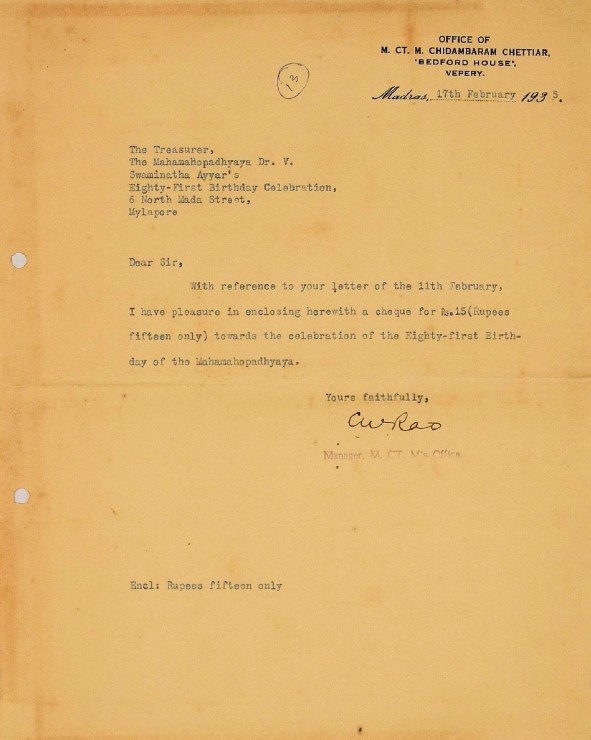 OFFICE OF
M. CT. M. CHIDAMBARAM CHETTIAR,
'BEDFORD HOUSE',
VEPERY.
Madras, 17th February 1935.
The Treasurer,
The Mahamahopadhyaya Dr. V.
Swaminatha Ayyar's
Eighty-First Birthday Celebration,
6 North Mada Street,
Mylapore
Dear Sir,
With reference to your letter of the 11th February,
I have pleasure in enclosing herewith a cheque for Rs.15(Rupees
fifteen only) towards the celebration of the Eighty-first Birth-
day of the Mahamahopadhyaya.
Yours faithfully,
Manager, M. CT. M's Office.
Encl: Rupees fifteen only